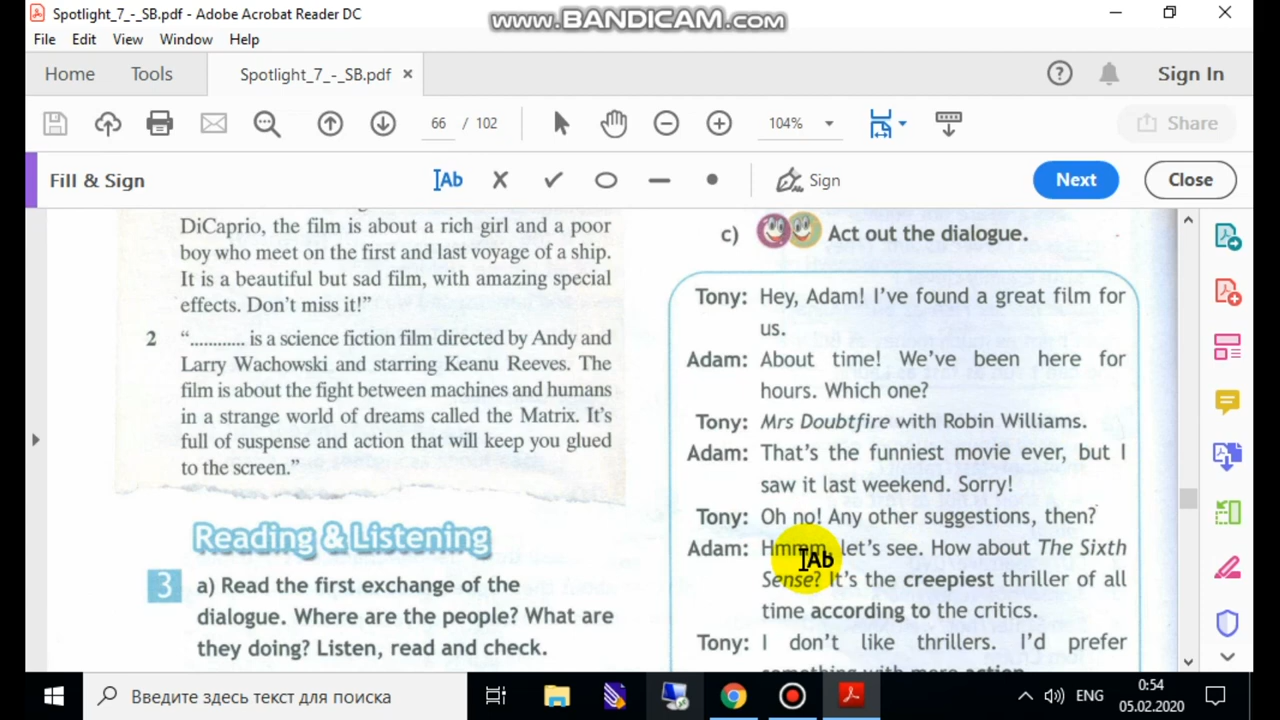 Spotlight_7_-_SB.pdf - Adobe Acrobat Reader DC
www.BANDICAM.com
File Edit View Window Help
Home Tools Spotlight_7_-_SB.pdf × Sign In
66 / 102 104% Share
Fill & Sign Ab Sign Next Close
DiCaprio, the film is about a rich girl and a poor
boy who meet on the first and last voyage of a ship.
It is a beautiful but sad film, with amazing special
effects. Don't miss it!”
2 “............ is a science fiction film directed by Andy and
Larry Wachowski and starring Keanu Reeves. The
film is about the fight between machines and humans
in a strange world of dreams called the Matrix. It's
full of suspense and action that will keep you glued
to the screen.”
Reading & Listening
3 a) Read the first exchange of the
dialogue. Where are the people? What are
they doing? Listen, read and check.
c) Act out the dialogue.
Tony: Hey, Adam! I've found a great film for
us.
Adam: About time! We've been here for
hours. Which one?
Tony: Mrs Doubtfire with Robin Williams.
Adam: That's the funniest movie ever, but I
saw it last weekend. Sorry!
Tony: Oh no! Any other suggestions, then?
Adam: Hmmm, let's see. How about The Sixth
Sense? It's the creepiest thriller of all
time according to the critics.
Tony: I don't like thrillers. I'd prefer
something with more action.
Введите здесь текст для поиска
ENG
0:54
05.02.2020